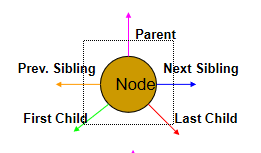 Parent
Prev. Sibling
Next Sibling
Node
First Child
Last Child